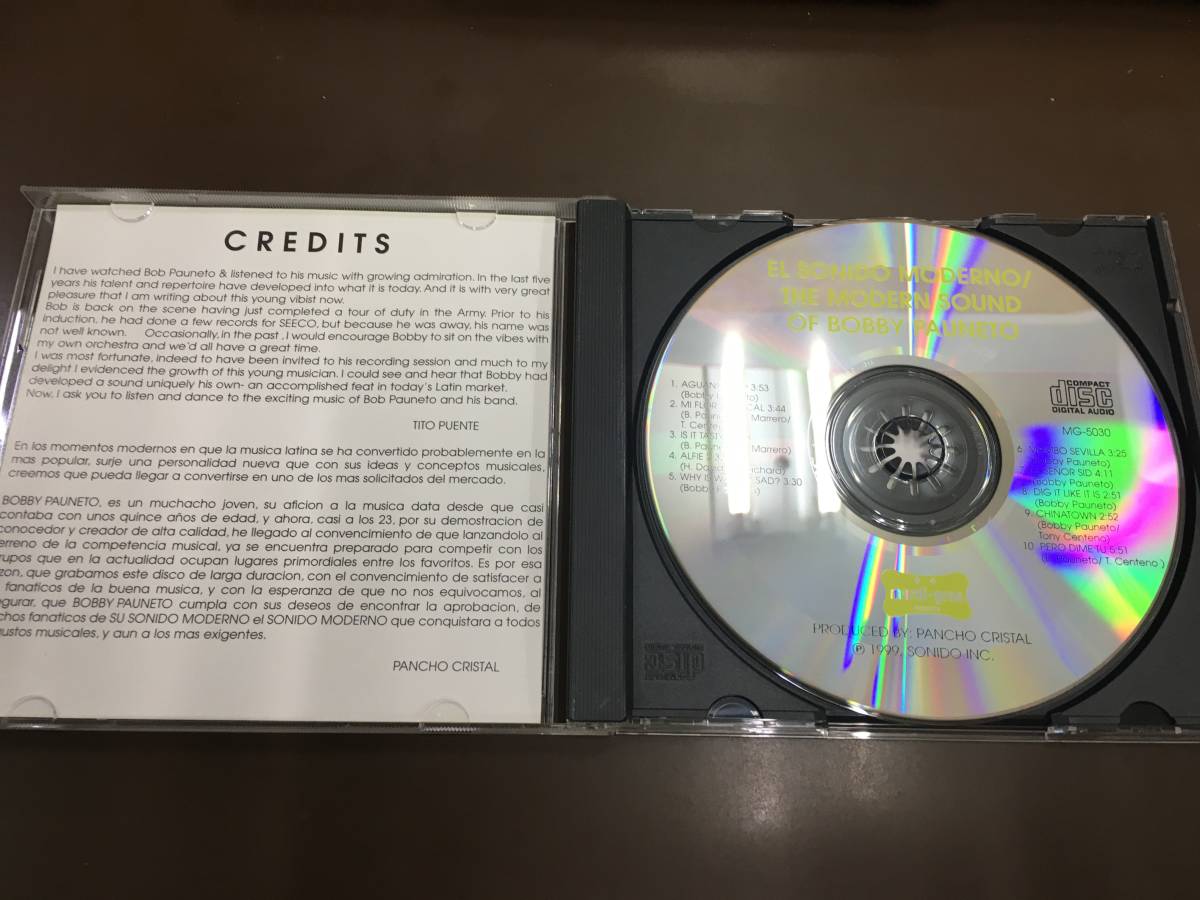 CREDITS
I have watched Bob Pauneto & listened to his music with growing admiration. In the last five
years his talent and repertoire have developed into what it is today. And it is with very great
pleasure that I am writing about this young vibist now.
Bob is back on the scene having just completed a tour of duty in the Army. Prior to his
induction, he had done a few records for SEECO, but because he was away, his name was
not well known. Occasionally, in the past , I would encourage Bobby to sit on the vibes with
my own orchestra and we'd all have a great time.
I was most fortunate, indeed to have been invited to his recording session and much to my
delight I evidenced the growth of this young musician. I could see and hear that Bobby had
developed a sound uniquely his own- an accomplished feat in today's Latin market.
Now, I ask you to listen and dance to the exciting music of Bob Pauneto and his band.
TITO PUENTE
En los momentos modernos en que la musica latina se ha convertido probablemente en la
mas popular, surje una personalidad nueva que con sus ideas y conceptos musicales,
creemos que pueda llegar a convertirse en uno de los mas solicitados del mercado.
BOBBY PAUNETO, es un muchacho joven, su aficion a la musica data desde que casi
contaba con unos quince años de edad, y ahora, casi a los 23, por su demostracion de
conocedor y creador de alta calidad, he llegado al convencimiento de que lanzandolo al
terreno de la competencia musical, ya se encuentra preparado para competir con los
grupos que en la actualidad ocupan lugares primordiales entre los favoritos. Es por esa
zon, que grabamos este disco de larga duracion, con el convencimiento de satisfacer a
fanaticos de la buena musica, y con la esperanza de que no nos equivocamos, al
egurar, que BOBBY PAUNETO cumpla con sus deseos de encontrar la aprobacion, de
chos fanaticos de SU SONIDO MODERNO el SONIDO MODERNO que conquistara a todos
gustos musicales, y aun a los mas exigentes.
PANCHO CRISTAL
EL SONIDO MODERNO/
THE MODERN SOUND
OF BOBBY PAUNETO
1. 3:53
(Bobby
2. MI FLOR 3:44
(B. Marrero/
T. Centeno
3. IS IT TASTY
(B. Marrero)
4. ALFIE
(H. David
5. WHY IS SAD? 3:30
(Bobby
COMPACT
disc
DIGITAL AUDIO
MG-5030
6. SEVILLA 3:25
Pauneto)
SENOR SID 4:11
(Bobby Pauneto)
8. DIG IT LIKE IT IS 2:51
(Bobby Pauneto)
9. CHINATOWN 2:52
(Bobby Pauneto/
Tony Centeno)
10. PERO DIME TU 5:51
T. Centeno )
PRODUCED BY: PANCHO CRISTAL
℗ 1999, SONIDO INC.